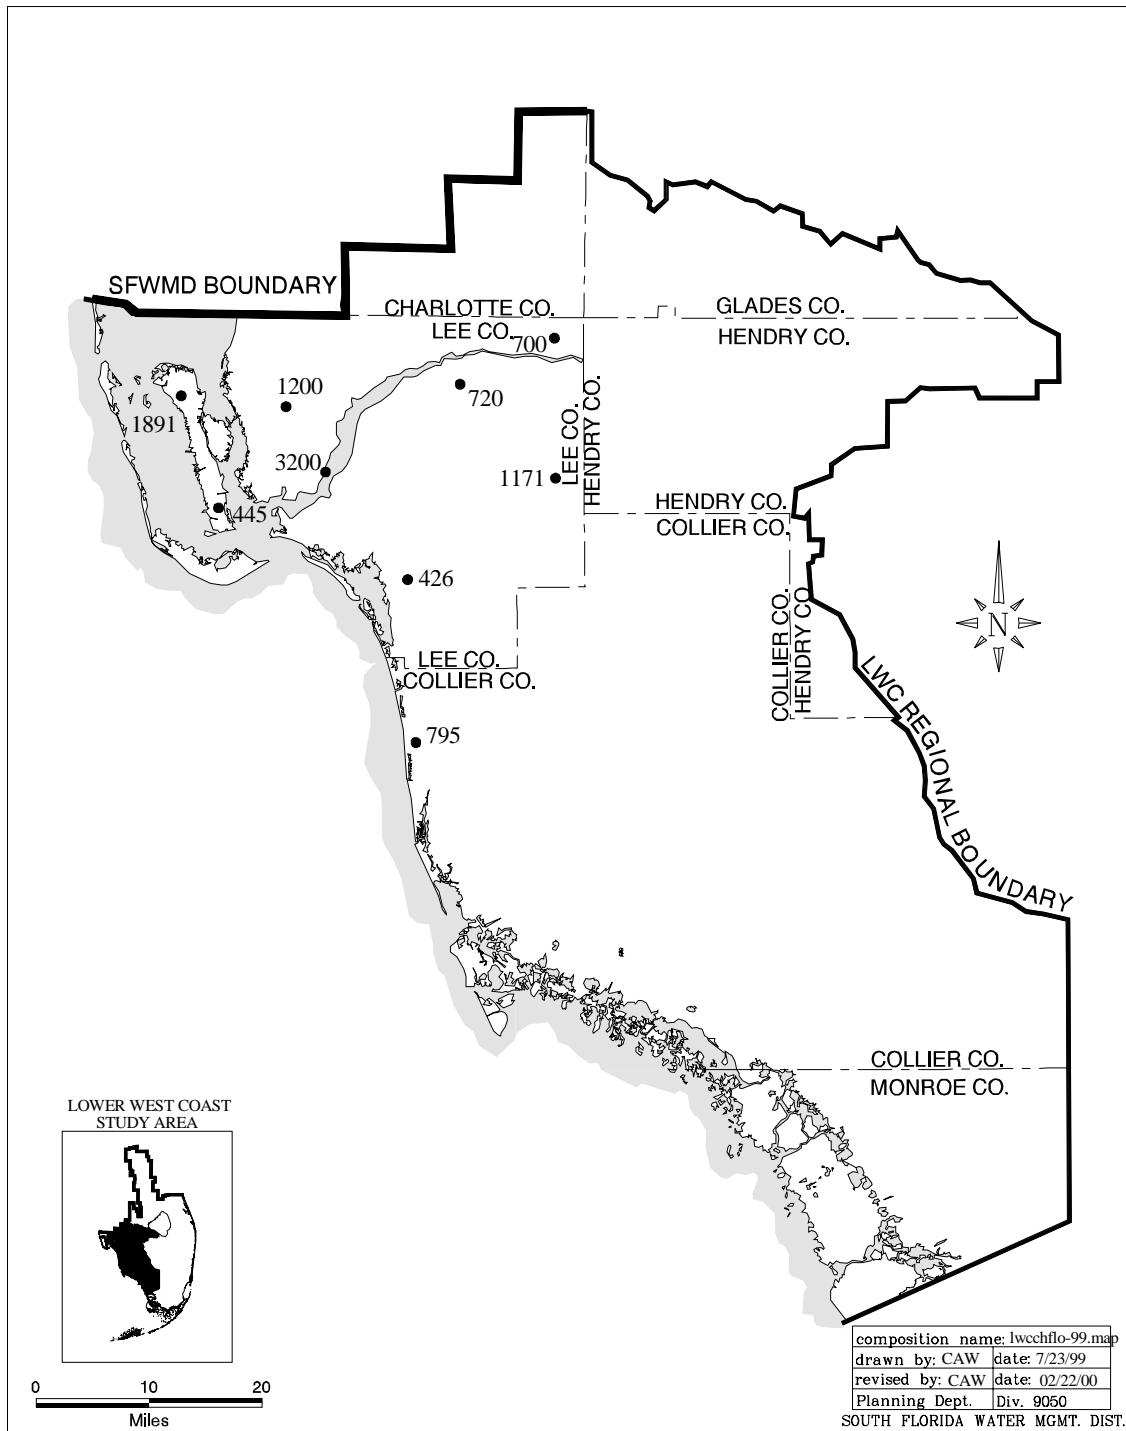 SFWMD BOUNDARY
CHARLOTTE CO.
LEE CO.
GLADES CO.
HENDRY CO.
700
1200
720
1891
LEE CO.
HENDRY CO.
3200
1171
445
HENDRY CO.
COLLIER CO.
426
COLLIER CO.
HENDRY CO
N
LEE CO.
COLLIER CO.
LWC REGIONAL BOUNDARY
795
COLLIER CO.
MONROE CO.
LOWER WEST COAST
STUDY AREA
0 10 20
Miles
composition name: lwcchflo-99.map
drawn by: CAW date: 7/23/99
revised by: CAW date: 02/22/00
Planning Dept. Div. 9050
SOUTH FLORIDA WATER MGMT. DIST.